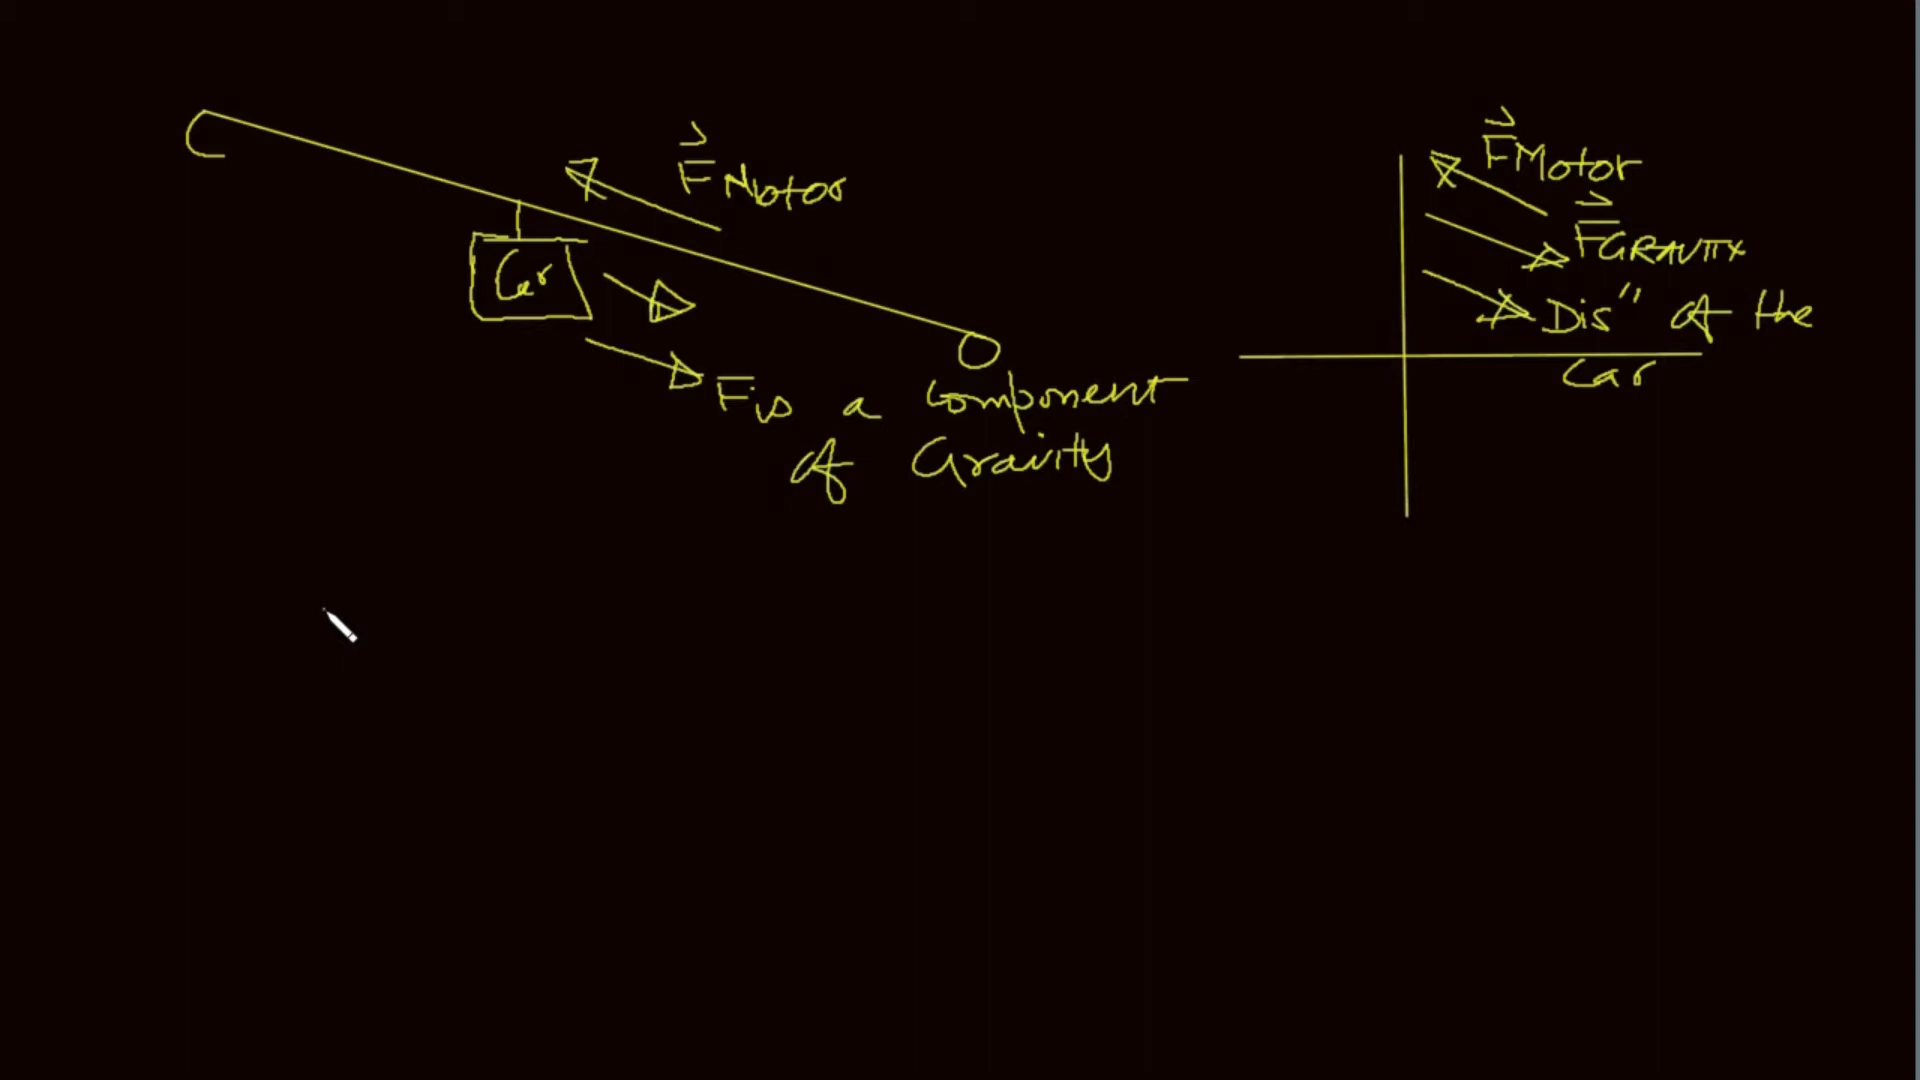 F Motor
Car
F is a component
of Gravity
F Motor
F GRAVITY
Dis" of the
Car